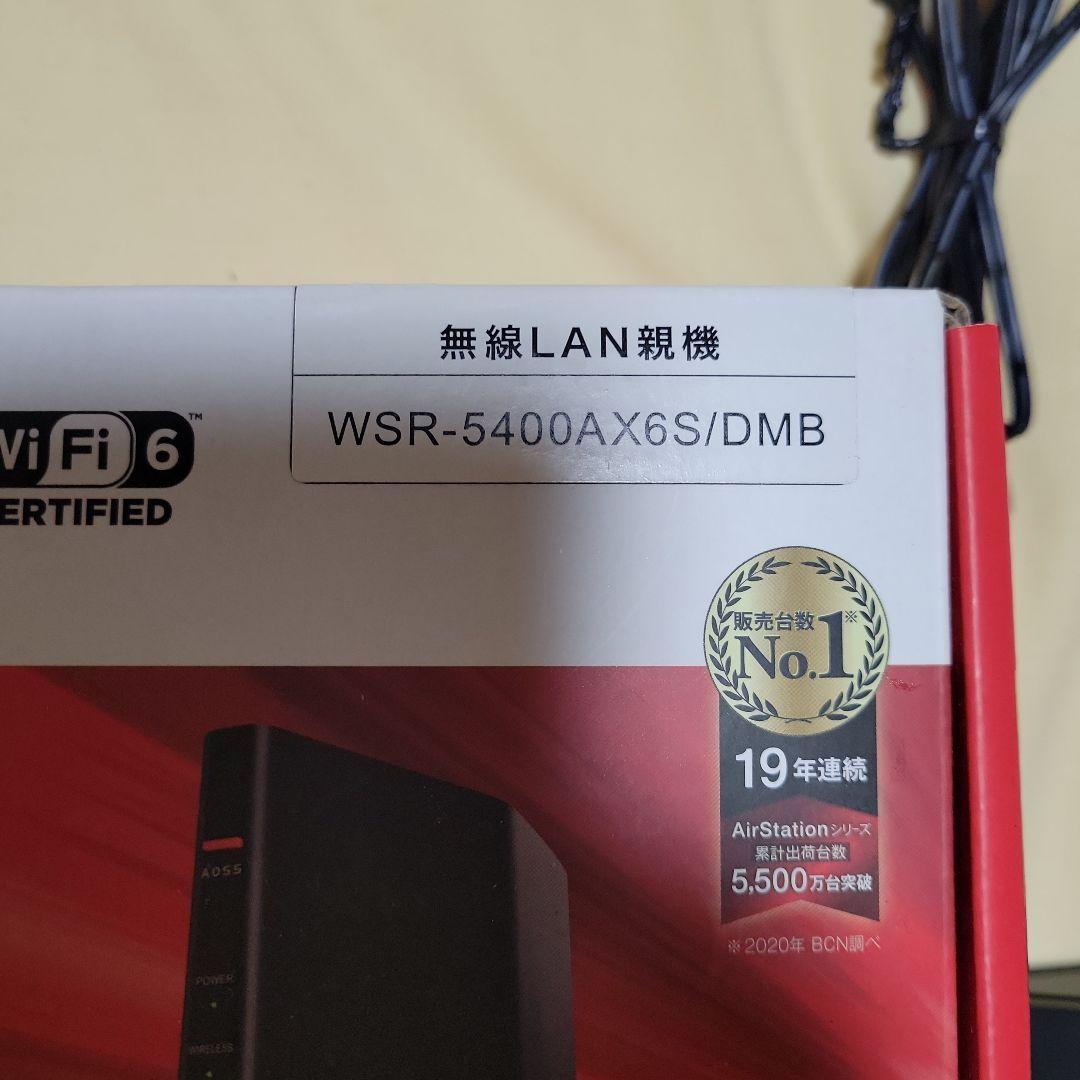 無線LAN親機
WSR-5400AX6S/DMB
Wi Fi 6™
ERTIFIED
販売台数
No.1※
19年連続
AirStationシリーズ
累計出荷台数
5,500万台突破
※2020年 BCN調べ
AOSS
POWER
WIRELESS